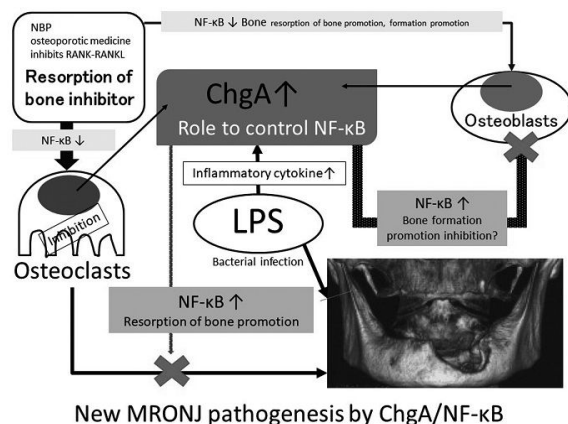 NBP
osteoporotic medicine
inhibits RANK-RANKL
Resorption of
bone inhibitor
NF-κB ↓ Bone resorption of bone promotion, formation promotion
ChgA↑
Role to control NF-κB
Osteoblasts
NF-κB ↓
Inflammatory cytokine↑
NF-κB ↑
Bone formation
promotion inhibition?
Inhibition
Osteoclasts
LPS
Bacterial infection
NF-κB ↑
Resorption of bone promotion
New MRONJ pathogenesis by ChgA/NF-κB